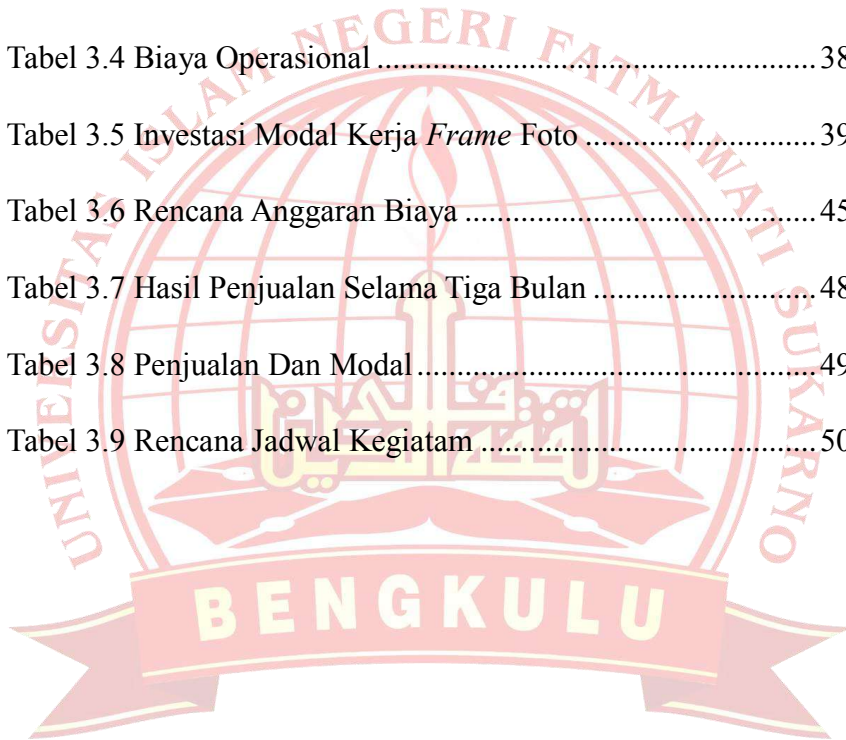 Tabel 3.4 Biaya Operasional ........................................................ 38
Tabel 3.5 Investasi Modal Kerja Frame Foto .............................. 39
Tabel 3.6 Rencana Anggaran Biaya ............................................. 45
Tabel 3.7 Hasil Penjualan Selama Tiga Bulan ............................. 48
Tabel 3.8 Penjualan Dan Modal ................................................... 49
Tabel 3.9 Rencana Jadwal Kegiatam ........................................... 50
UNIVERSITAS ISLAM NEGERI FATMAWATI SUKARNO
BENGKULU